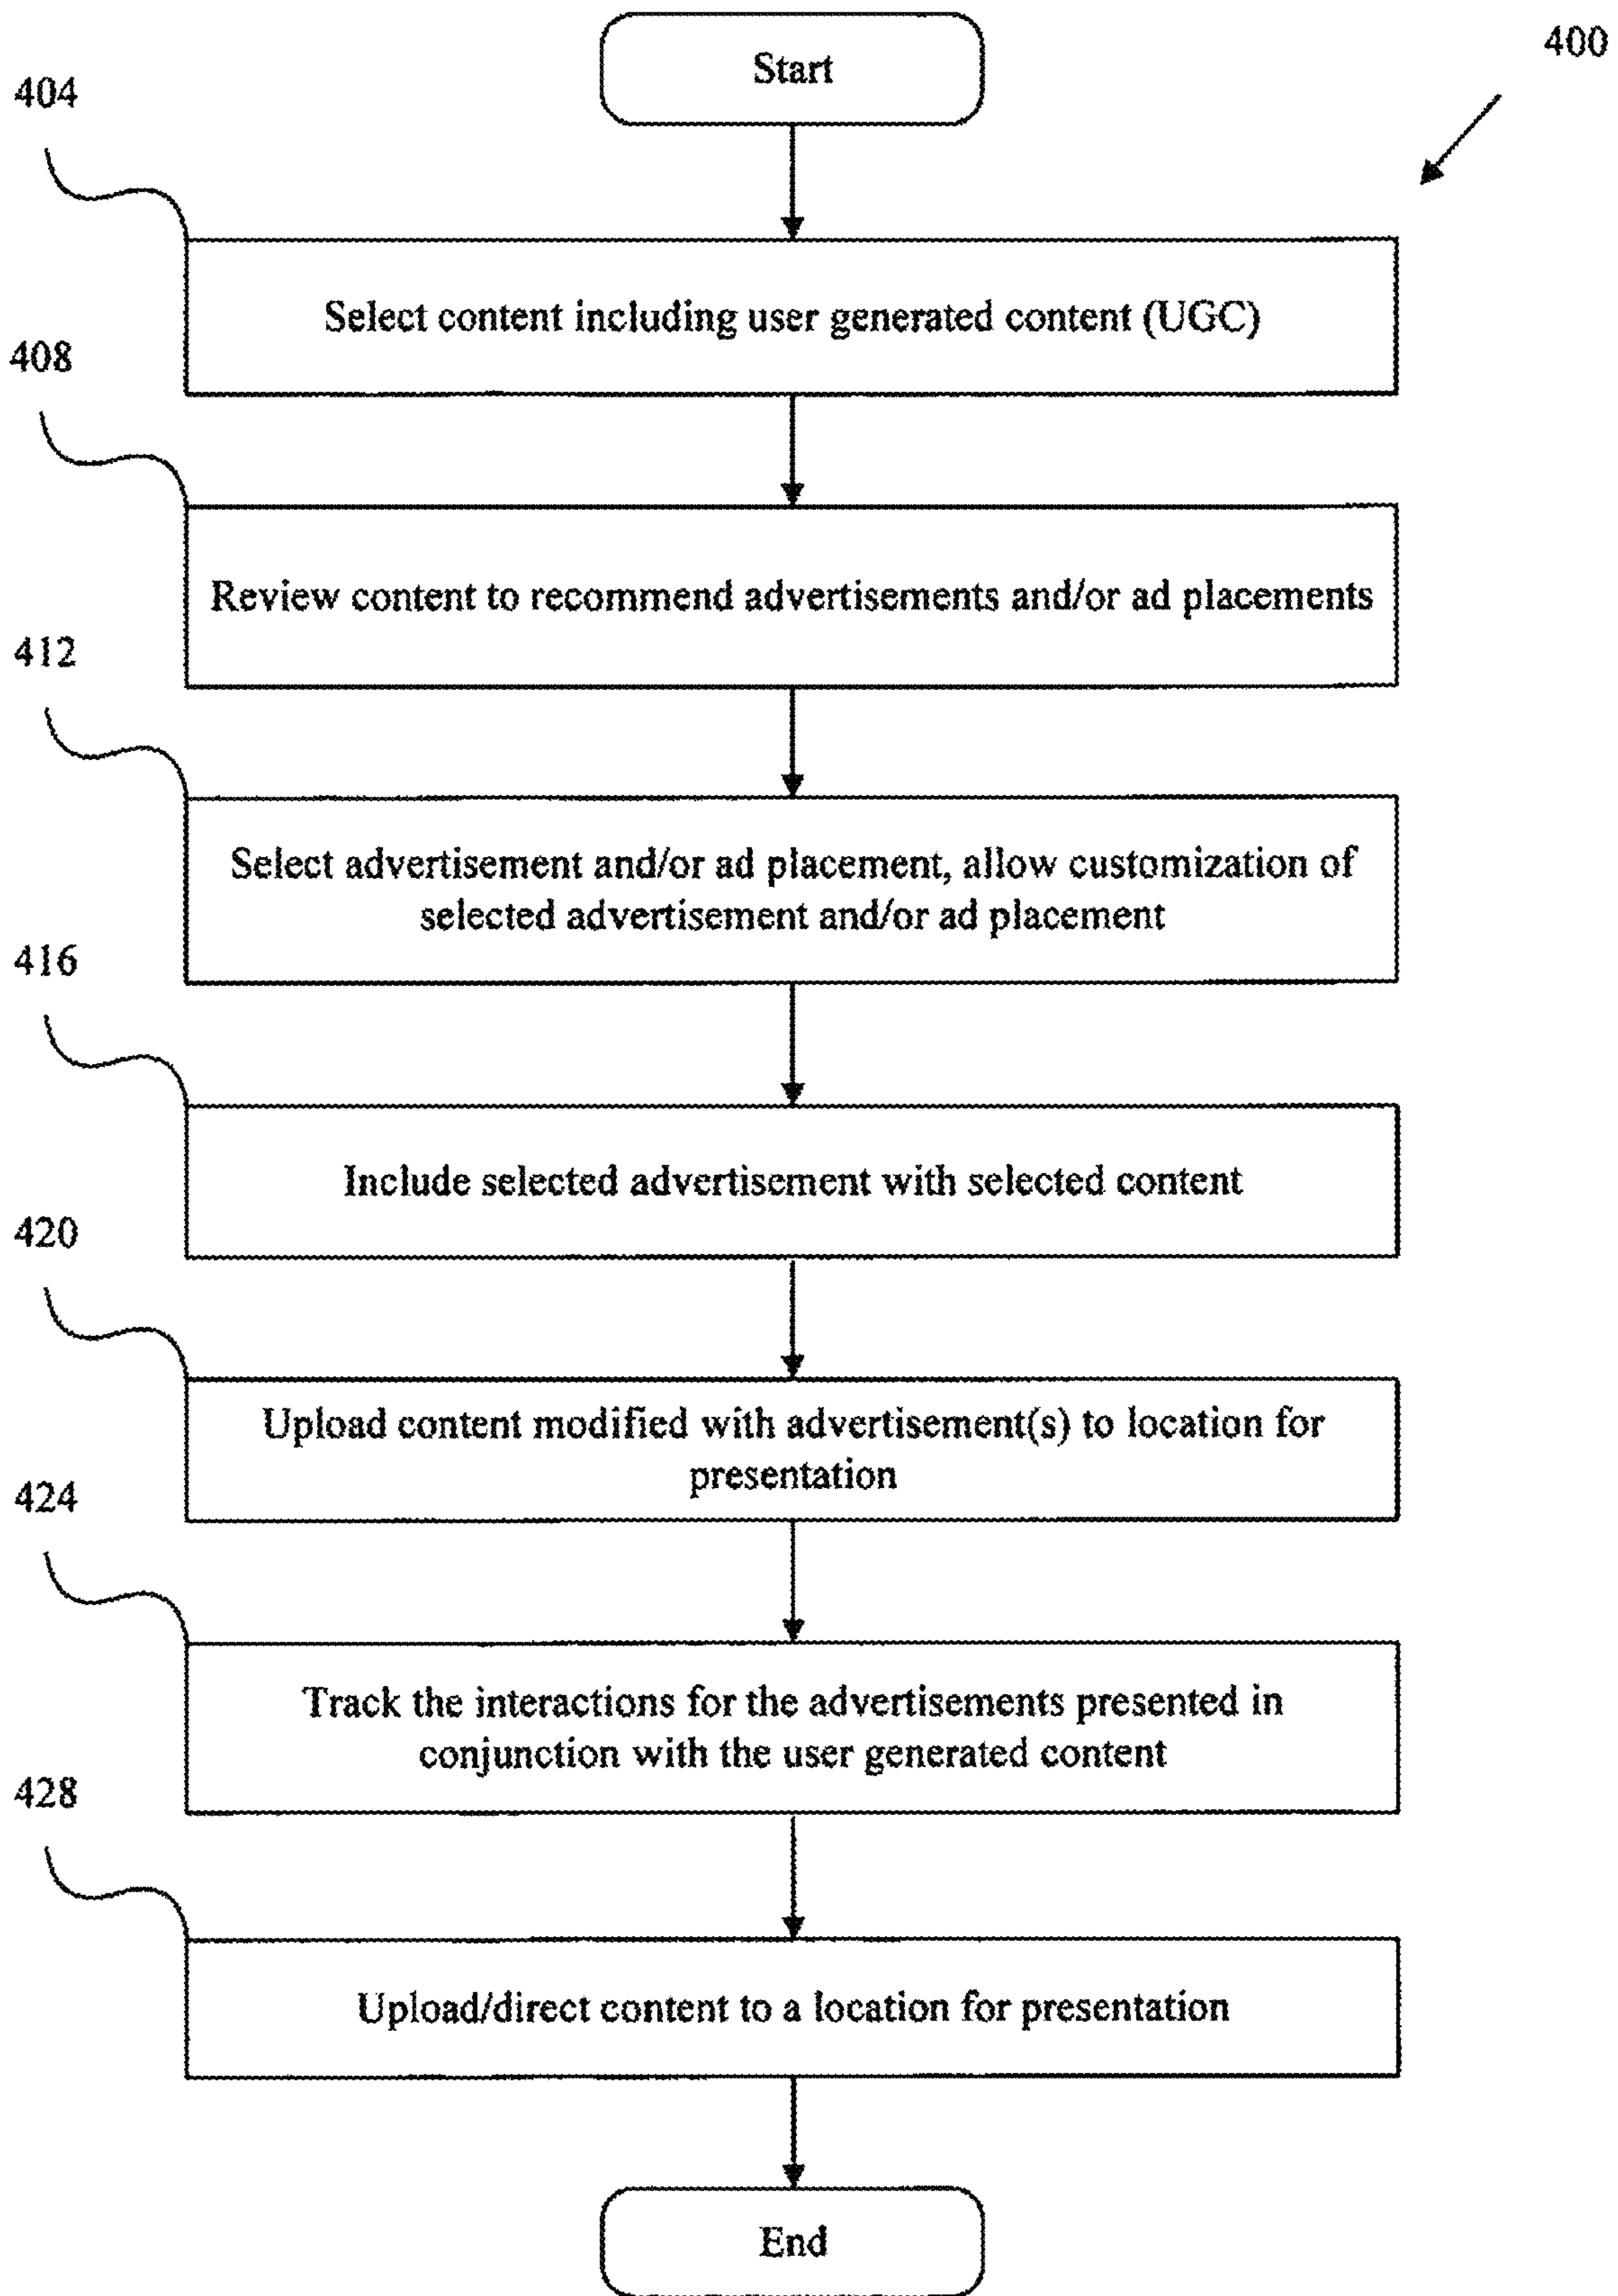 Start
400
404
Select content including user generated content (UGC)
408
Review content to recommend advertisements and/or ad placements
412
Select advertisement and/or ad placement, allow customization of
selected advertisement and/or ad placement
416
Include selected advertisement with selected content
420
Upload content modified with advertisement(s) to location for
presentation
424
Track the interactions for the advertisements presented in
conjunction with the user generated content
428
Upload/direct content to a location for presentation
End